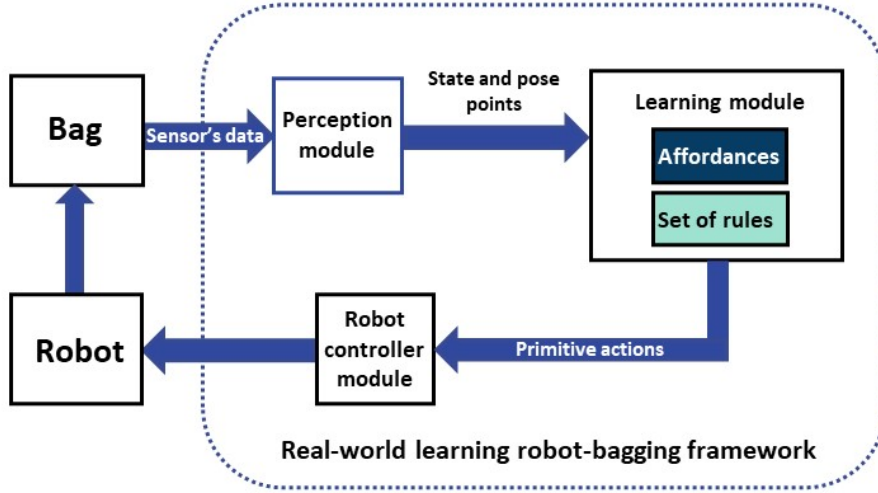 Bag
Sensor's data
Perception
module
State and pose
points
Learning module
Affordances
Set of rules
Robot
Robot
controller
module
Primitive actions
Real-world learning robot-bagging framework